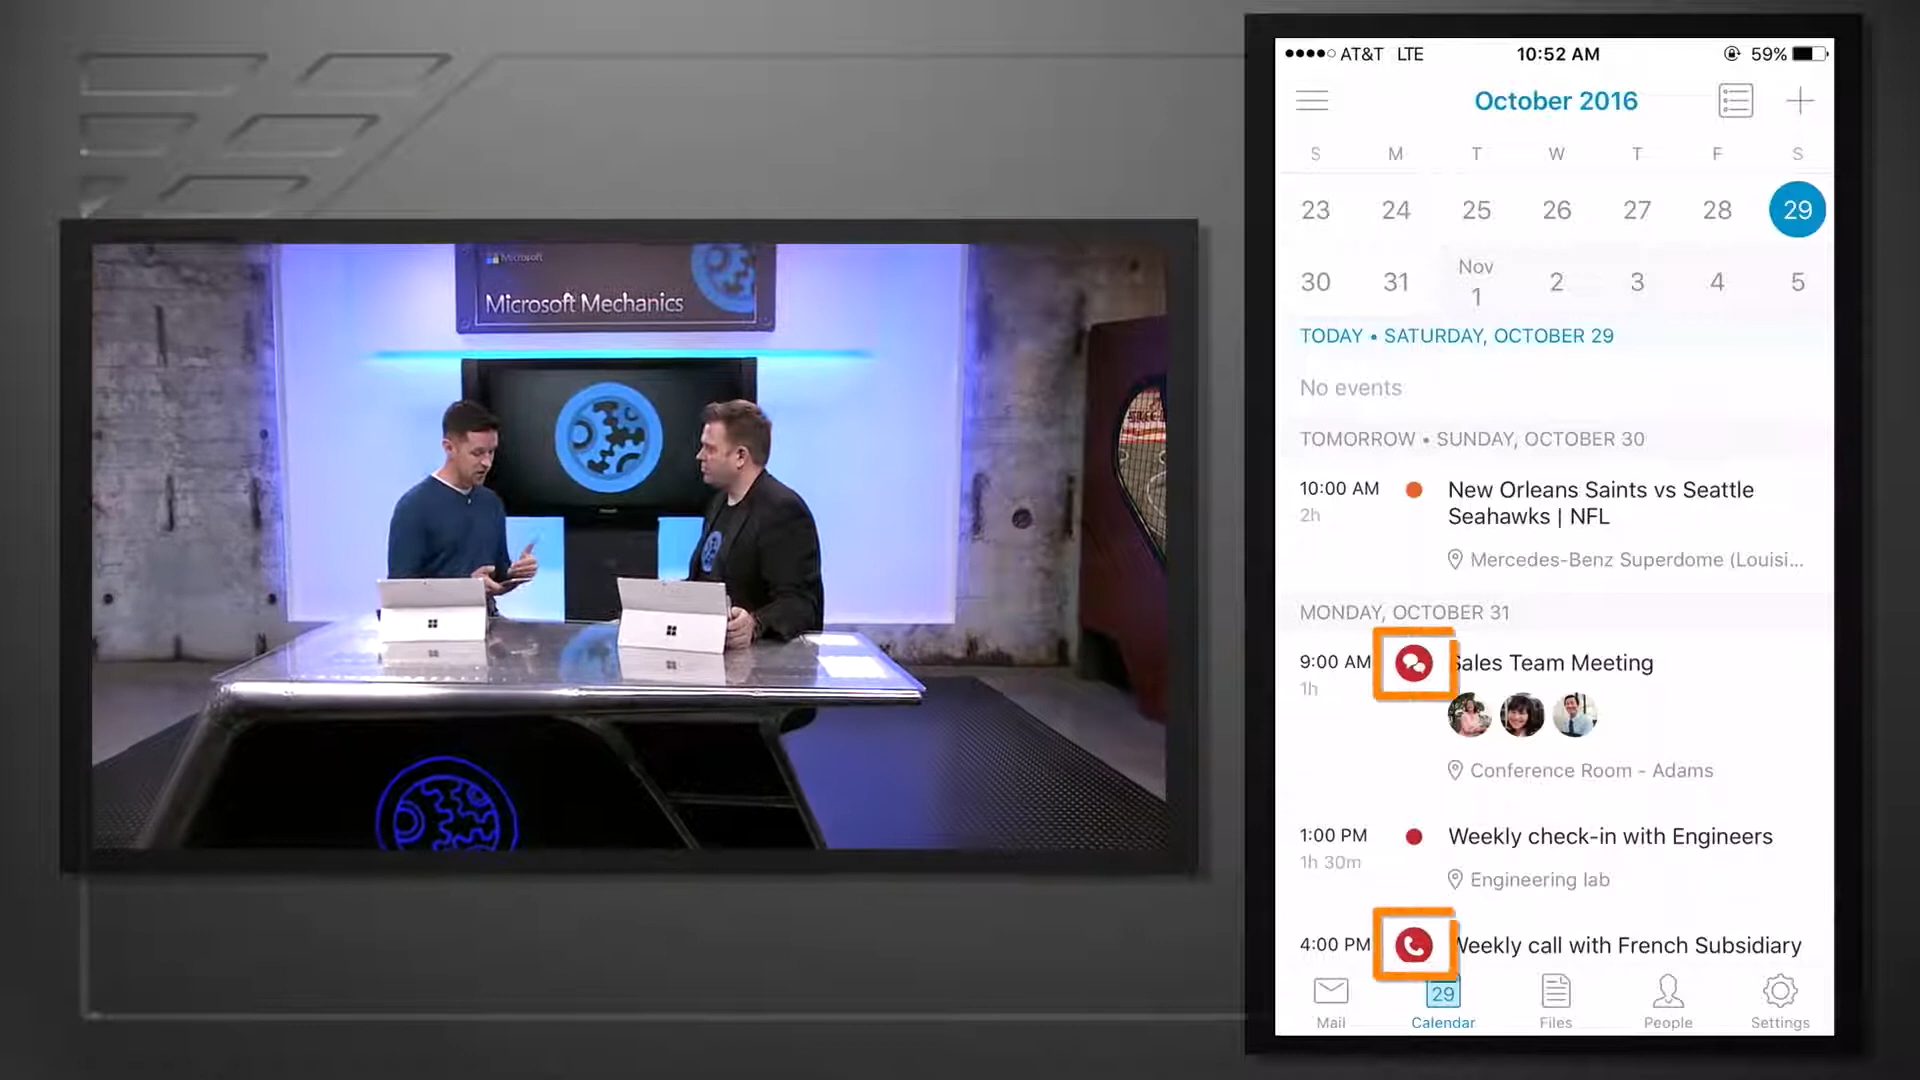 Microsoft
Microsoft Mechanics
AT&T LTE
10:52 AM
59%
October 2016
S M T W T F S
23 24 25 26 27 28 29
Nov
30 31 1 2 3 4 5
TODAY • SATURDAY, OCTOBER 29
No events
TOMORROW • SUNDAY, OCTOBER 30
10:00 AM New Orleans Saints vs Seattle
2h Seahawks | NFL
Mercedes-Benz Superdome (Louisi...
MONDAY, OCTOBER 31
9:00 AM Sales Team Meeting
1h
Conference Room - Adams
1:00 PM Weekly check-in with Engineers
1h 30m
Engineering lab
4:00 PM Weekly call with French Subsidiary
29
Mail Calendar Files People Settings